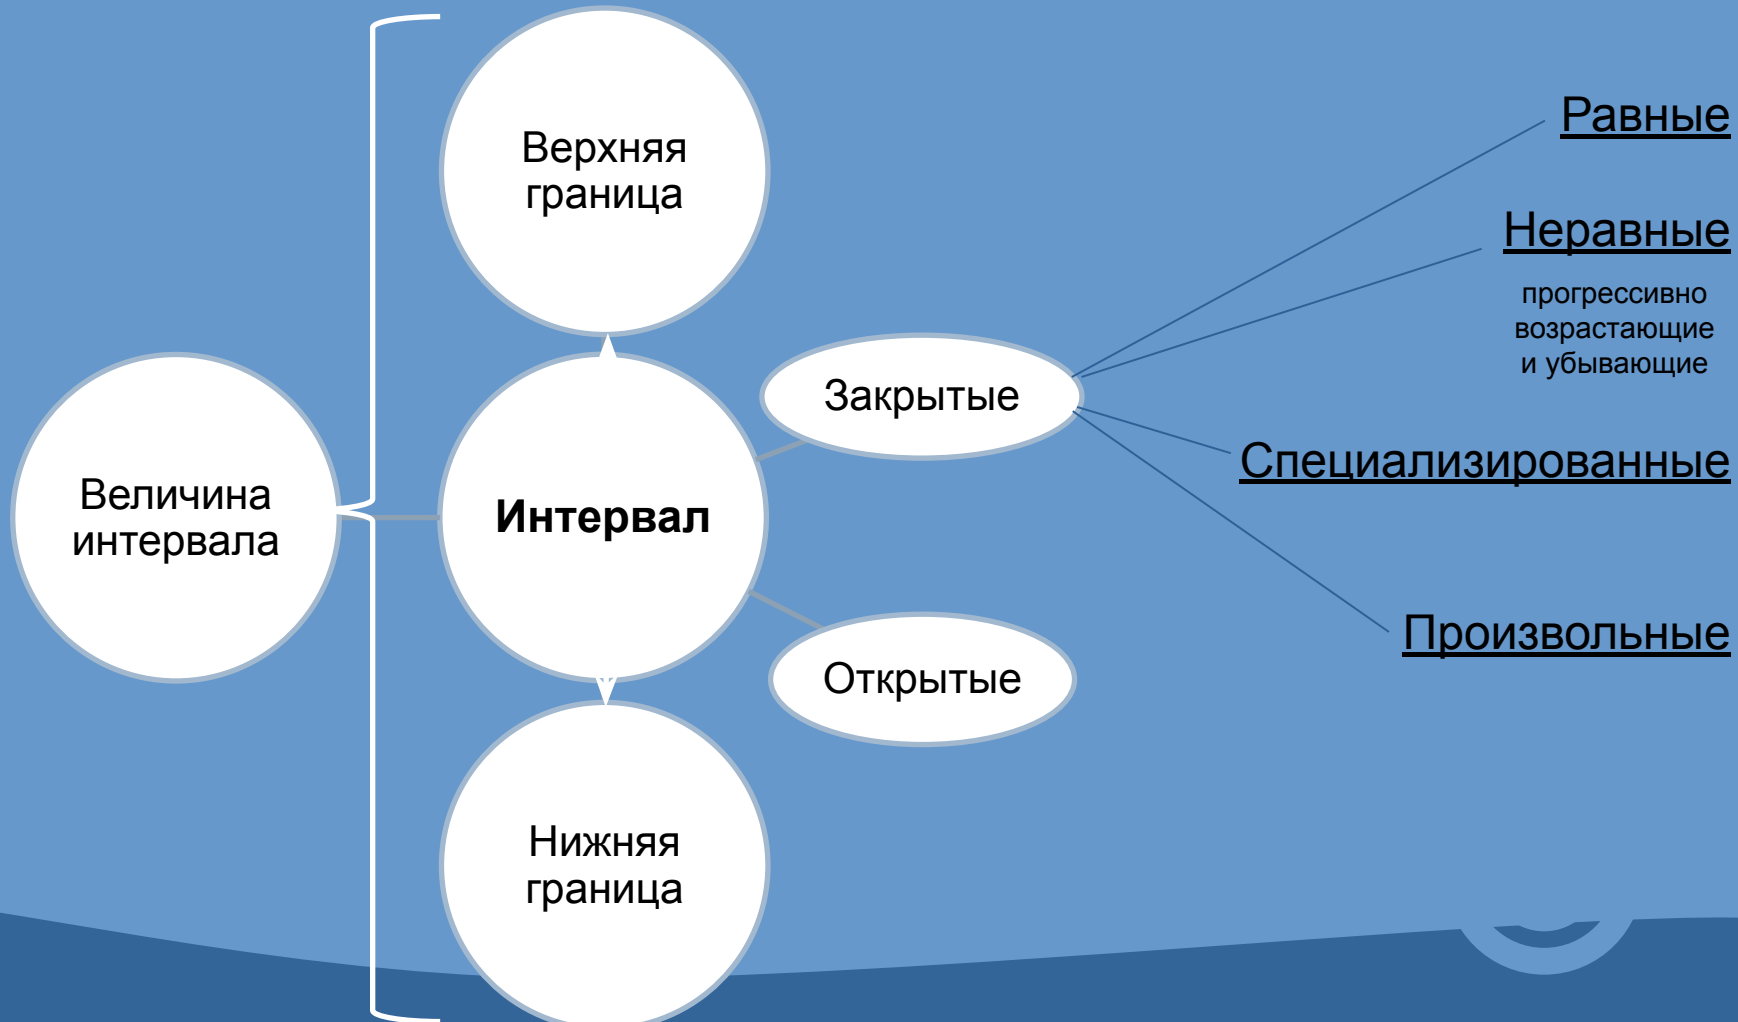 Верхняя
граница
Равные
Неравные
прогрессивно
возрастающие
и убывающие
Закрытые
Специализированные
Величина
интервала
Интервал
Произвольные
Открытые
Нижняя
граница